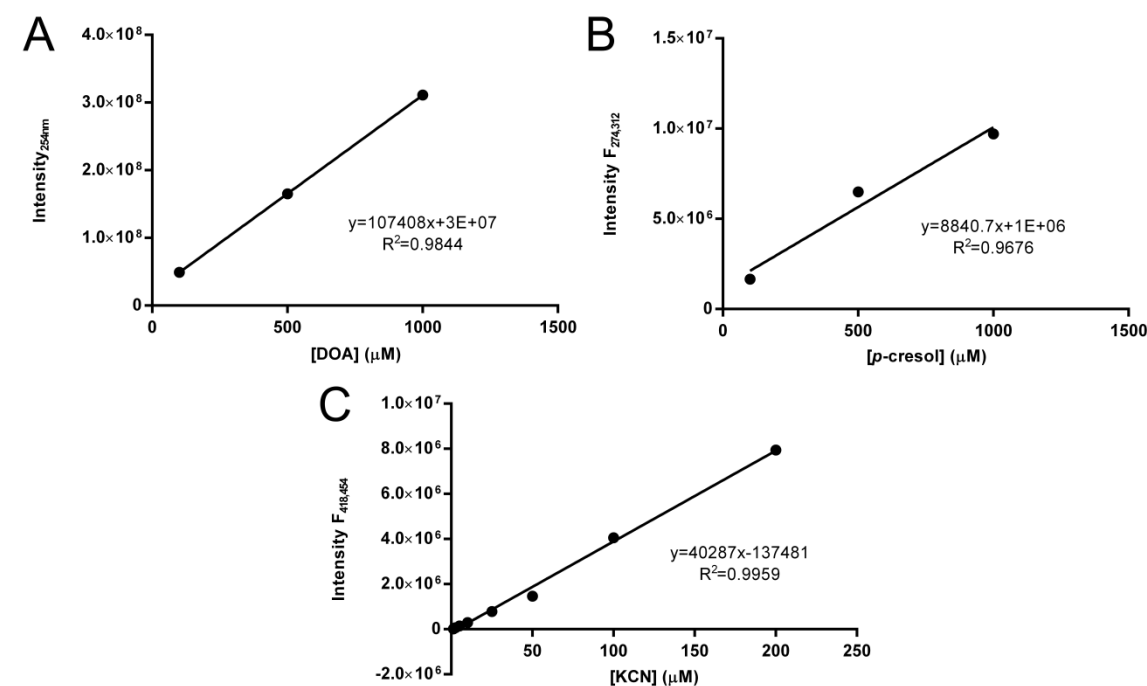 A
4.0×10⁸
3.0×10⁸
2.0×10⁸
1.0×10⁸
0
Intensity₂₅₄ₙₘ
y=107408x+3E+07
R²=0.9844
0 500 1000 1500
[DOA] (μM)
B
1.5×10⁷
1.0×10⁷
5.0×10⁶
0
Intensity F₂₇₄,₃₁₂
y=8840.7x+1E+06
R²=0.9676
0 500 1000 1500
[p-cresol] (μM)
C
1.0×10⁷
8.0×10⁶
6.0×10⁶
4.0×10⁶
2.0×10⁶
0
-2.0×10⁶
Intensity F₄₁₈,₄₅₄
y=40287x-137481
R²=0.9959
50 100 150 200 250
[KCN] (μM)